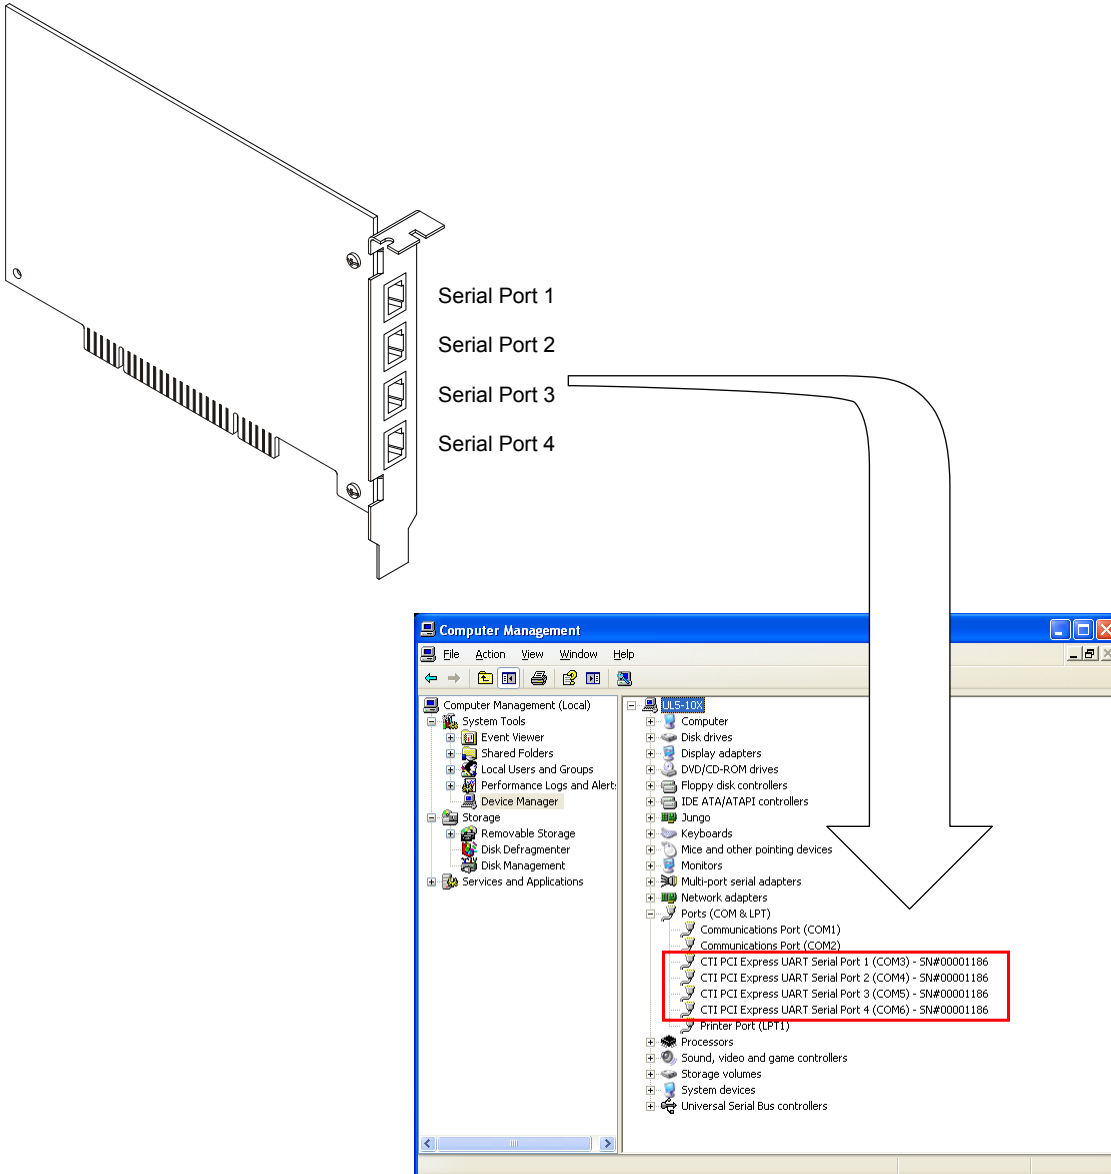 Serial Port 1
Serial Port 2
Serial Port 3
Serial Port 4
Computer Management
File Action View Window Help
Computer Management (Local)
System Tools
Event Viewer
Shared Folders
Local Users and Groups
Performance Logs and Alert
Device Manager
Storage
Removable Storage
Disk Defragmenter
Disk Management
Services and Applications
UL5-10X
Computer
Disk drives
Display adapters
DVD/CD-ROM drives
Floppy disk controllers
IDE ATA/ATAPI controllers
Jungo
Keyboards
Mice and other pointing devices
Monitors
Multi-port serial adapters
Network adapters
Ports (COM & LPT)
Communications Port (COM1)
Communications Port (COM2)
CTI PCI Express UART Serial Port 1 (COM3) - SN#00001186
CTI PCI Express UART Serial Port 2 (COM4) - SN#00001186
CTI PCI Express UART Serial Port 3 (COM5) - SN#00001186
CTI PCI Express UART Serial Port 4 (COM6) - SN#00001186
Printer Port (LPT1)
Processors
Sound, video and game controllers
Storage volumes
System devices
Universal Serial Bus controllers